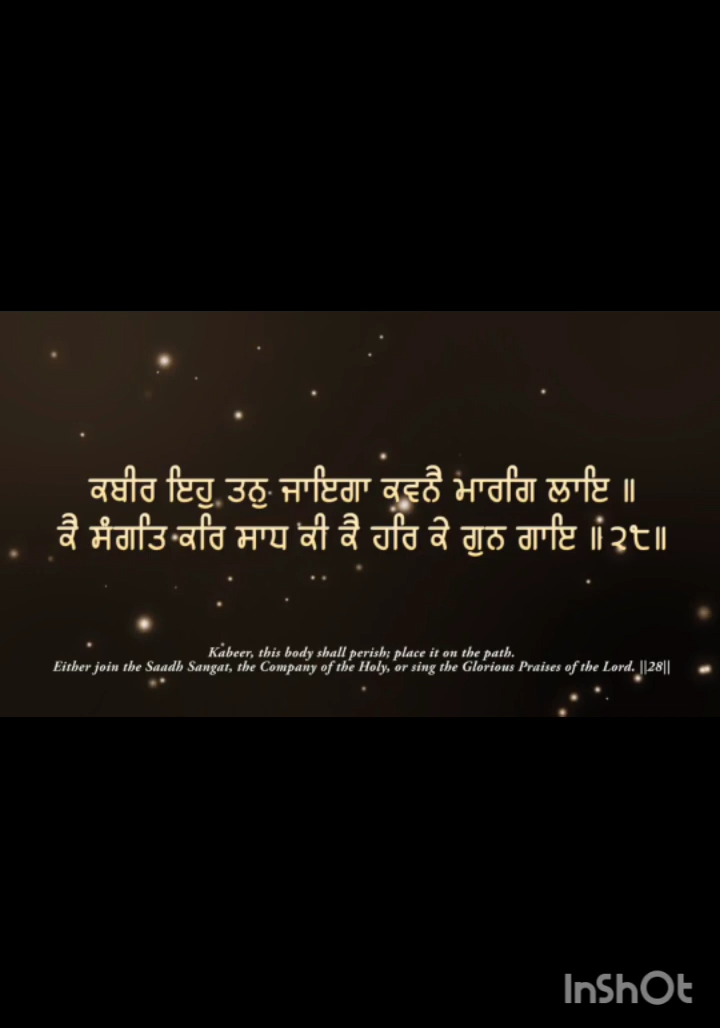 ਕਬੀਰ ਇਹੁ ਤਨੁ ਜਾਇਗਾ ਕਵਨੈ ਮਾਰਗਿ ਲਾਇ ॥
ਕੈ ਸੰਗਤਿ ਕਰਿ ਸਾਧ ਕੀ ਕੈ ਹਰਿ ਕੇ ਗੁਨ ਗਾਇ ॥੨੮॥
Kabeer, this body shall perish; place it on the path.
Either join the Saadh Sangat, the Company of the Holy, or sing the Glorious Praises of the Lord. ||28||
InShOt